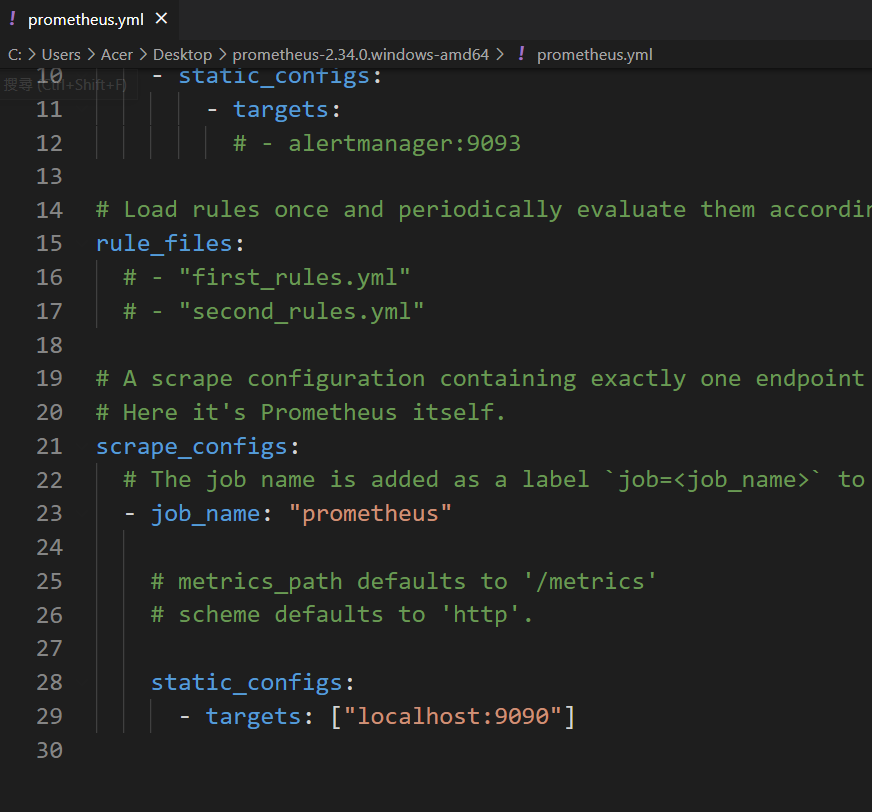 ! prometheus.yml ×
C: > Users > Acer > Desktop > prometheus-2.34.0.windows-amd64 > ! prometheus.yml
搜尋 (Ctrl+Shift+F)
10 - static_configs:
11 - targets:
12 # - alertmanager:9093
13
14 # Load rules once and periodically evaluate them
15 rule_files:
16 # - "first_rules.yml"
17 # - "second_rules.yml"
18
19 # A scrape configuration containing exactly one endpoint
20 # Here it's Prometheus itself.
21 scrape_configs:
22 # The job name is added as a label `job=<job_name>` to
23 - job_name: "prometheus"
24
25 # metrics_path defaults to '/metrics'
26 # scheme defaults to 'http'.
27
28 static_configs:
29 - targets: ["localhost:9090"]
30